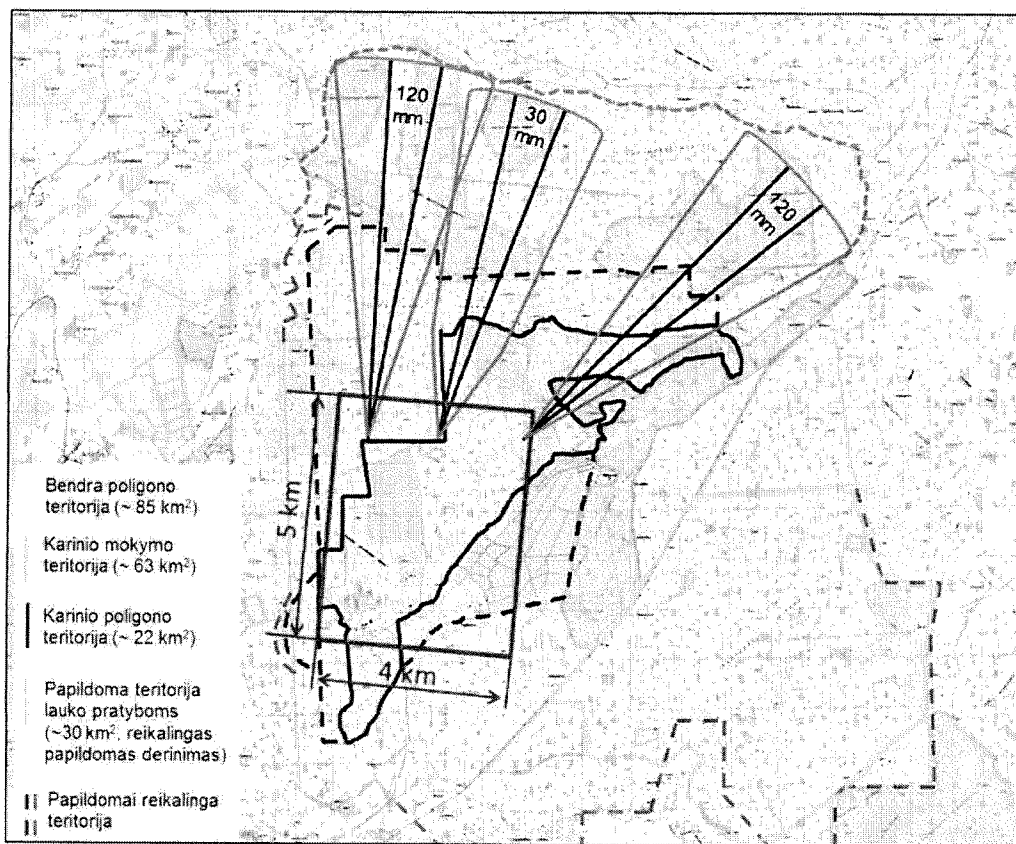 120
mm
30
mm
120
mm
5 km
4 km
Bendra poligono
teritorija (~ 85 km²)
Karinio mokymo
teritorija (~ 63 km²)
Karinio poligono
teritorija (~ 22 km²)
Papildoma teritorija
lauko pratyboms
(~30 km², reikalingas
papildomas derinimas)
Papildomai reikalinga
teritorija